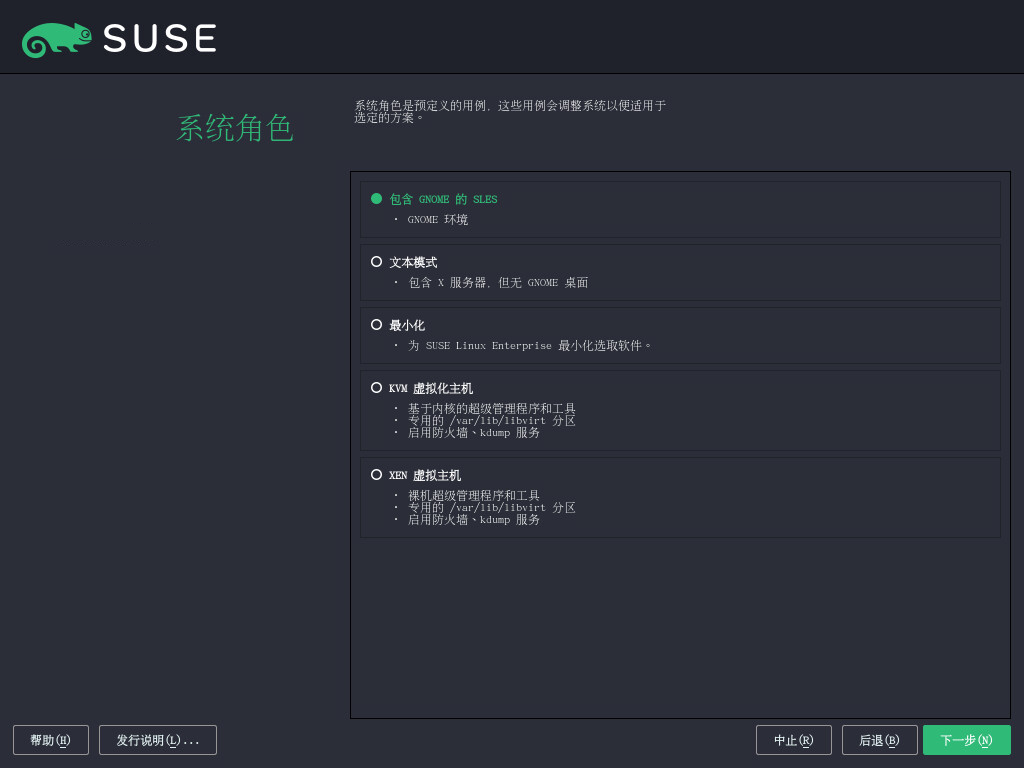 SUSE
系统角色
系统角色是预定义的用例，这些用例会调整系统以便适用于
选定的方案。
包含 GNOME 的 SLES
· GNOME 环境
文本模式
· 包含 X 服务器，但无 GNOME 桌面
最小化
· 为 SUSE Linux Enterprise 最小化选取软件。
KVM 虚拟化主机
· 基于内核的超级管理程序和工具
· 专用的 /var/lib/libvirt 分区
· 启用防火墙、kdump 服务
XEN 虚拟主机
· 裸机超级管理程序和工具
· 专用的 /var/lib/libvirt 分区
· 启用防火墙、kdump 服务
帮助(H) 发行说明(L)... 中止(R) 后退(B) 下一步(N)